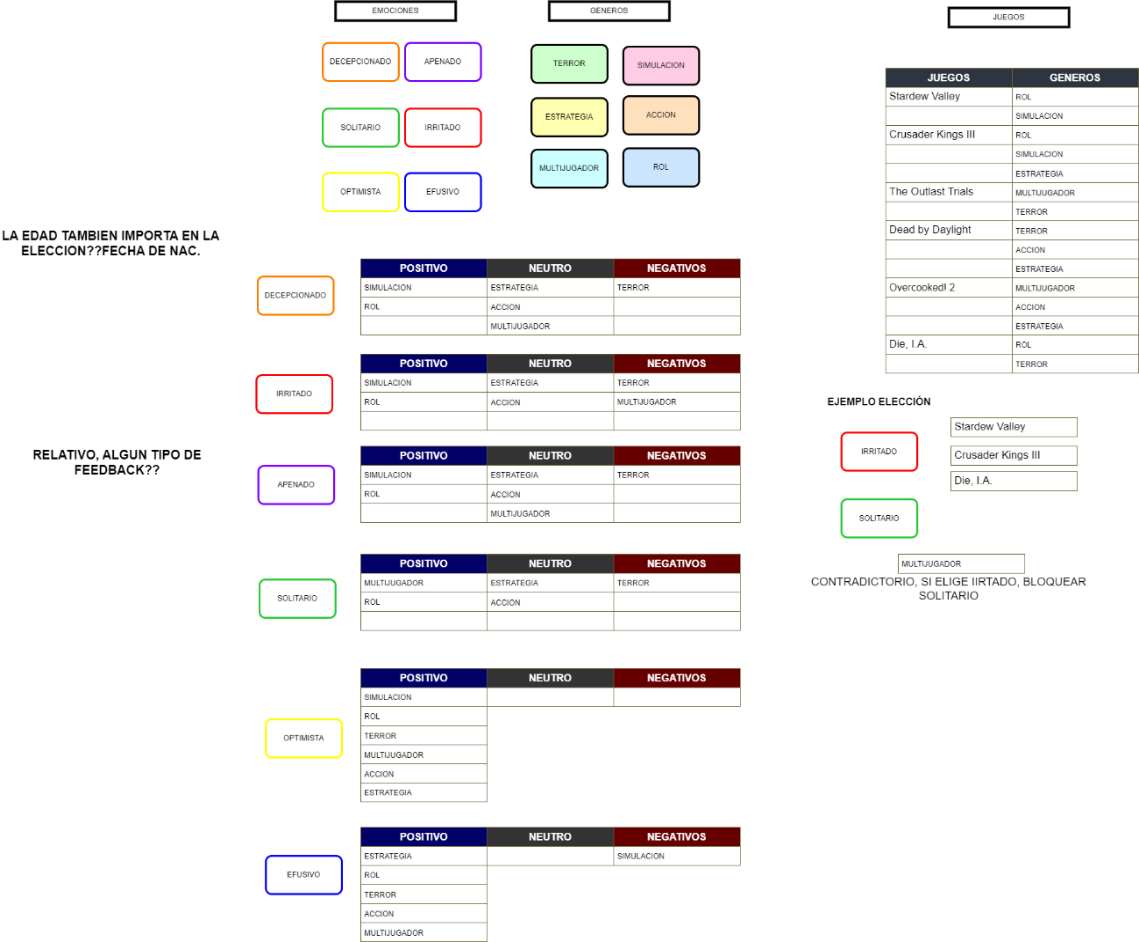 EMOCIONES
GENEROS
JUEGOS
DECEPCIONADO
APENADO
SOLITARIO
IRRITADO
OPTIMISTA
EFUSIVO
TERROR
SIMULACION
ESTRATEGIA
ACCION
MULTIJUGADOR
ROL
JUEGOS GENEROS
Stardew Valley ROL
SIMULACION
Crusader Kings III ROL
SIMULACION
ESTRATEGIA
The Outlast Trials MULTIJUGADOR
TERROR
Dead by Daylight TERROR
ACCION
ESTRATEGIA
Overcooked! 2 MULTIJUGADOR
ACCION
ESTRATEGIA
Die, I.A. ROL
TERROR
LA EDAD TAMBIEN IMPORTA EN LA
ELECCION??FECHA DE NAC.
DECEPCIONADO
POSITIVO NEUTRO NEGATIVOS
SIMULACION ESTRATEGIA TERROR
ROL ACCION
MULTIJUGADOR
IRRITADO
POSITIVO NEUTRO NEGATIVOS
SIMULACION ESTRATEGIA TERROR
ROL ACCION MULTIJUGADOR
RELATIVO, ALGUN TIPO DE
FEEDBACK??
APENADO
POSITIVO NEUTRO NEGATIVOS
SIMULACION ESTRATEGIA TERROR
ROL ACCION
MULTIJUGADOR
SOLITARIO
POSITIVO NEUTRO NEGATIVOS
MULTIJUGADOR ESTRATEGIA TERROR
ROL ACCION
OPTIMISTA
POSITIVO NEUTRO NEGATIVOS
SIMULACION
ROL
TERROR
MULTIJUGADOR
ACCION
ESTRATEGIA
EFUSIVO
POSITIVO NEUTRO NEGATIVOS
ESTRATEGIA SIMULACION
ROL
TERROR
ACCION
MULTIJUGADOR
EJEMPLO ELECCIÓN
IRRITADO
Stardew Valley
Crusader Kings III
Die, I.A.
SOLITARIO
MULTIJUGADOR
CONTRADICTORIO, SI ELIGE IIRTADO, BLOQUEAR
SOLITARIO